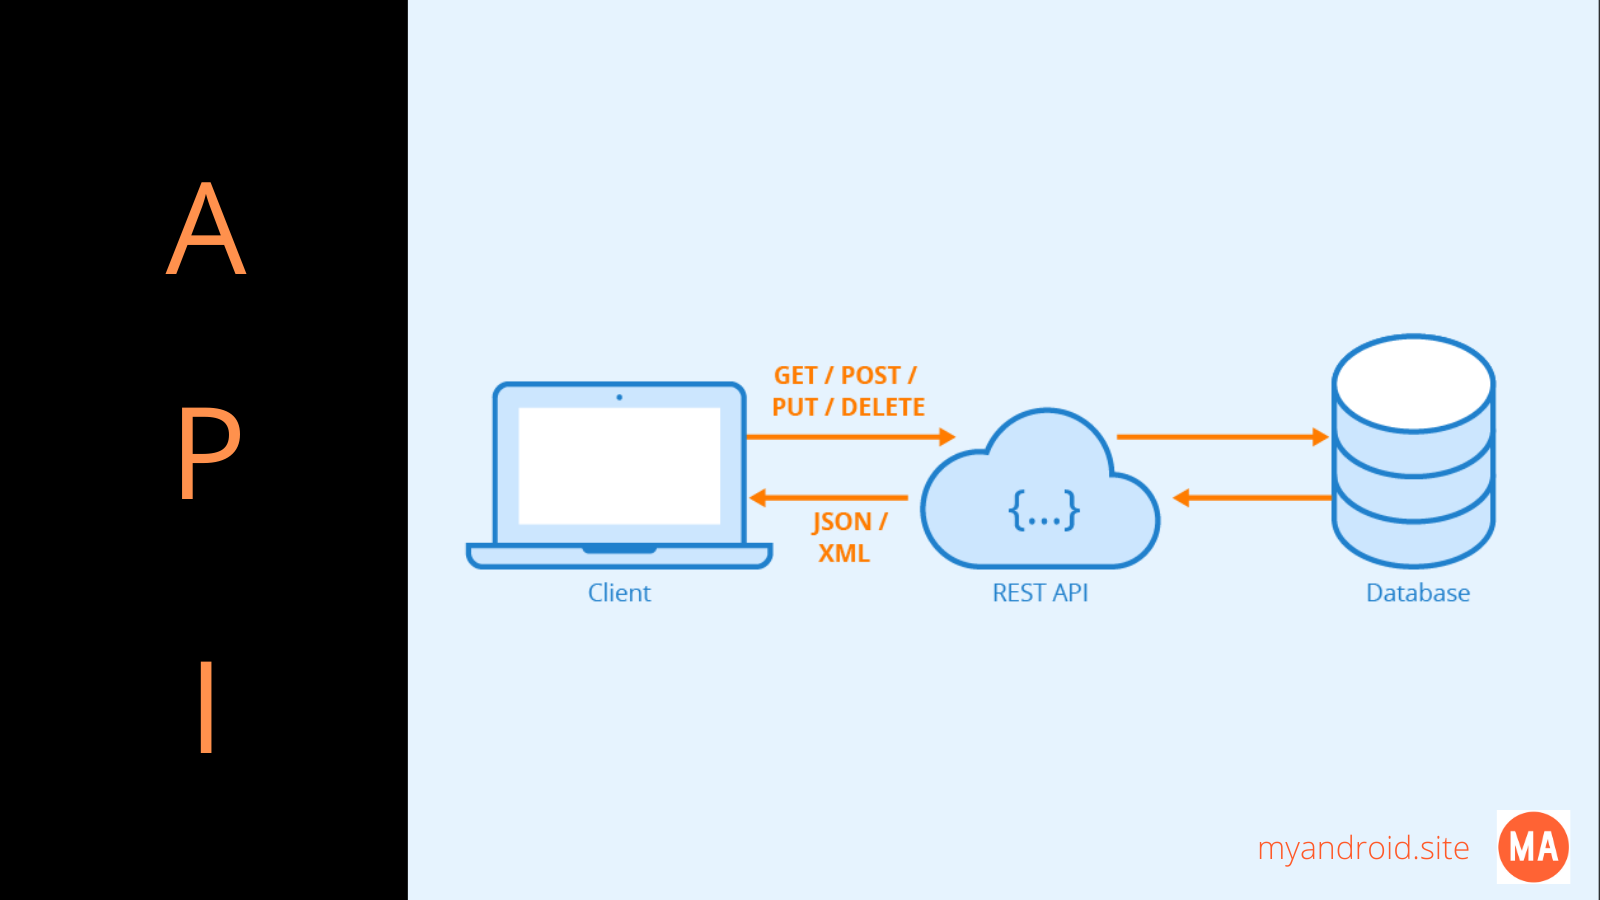 A
P
I
GET / POST /
PUT / DELETE
JSON /
XML
{...}
Client
REST API
Database
myandroid.site
MA